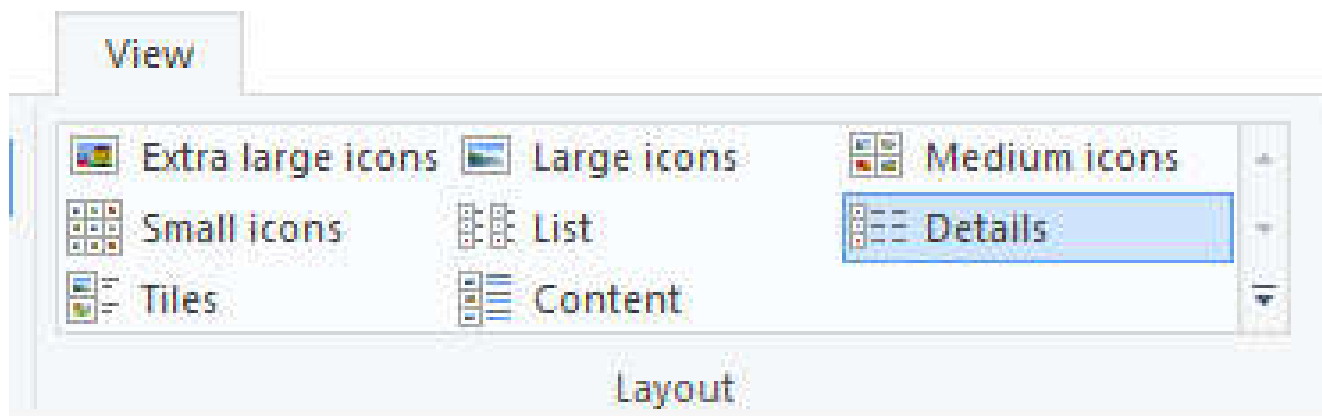 View
Extra large icons Large icons Medium icons
Small icons List Details
Tiles Content
Layout